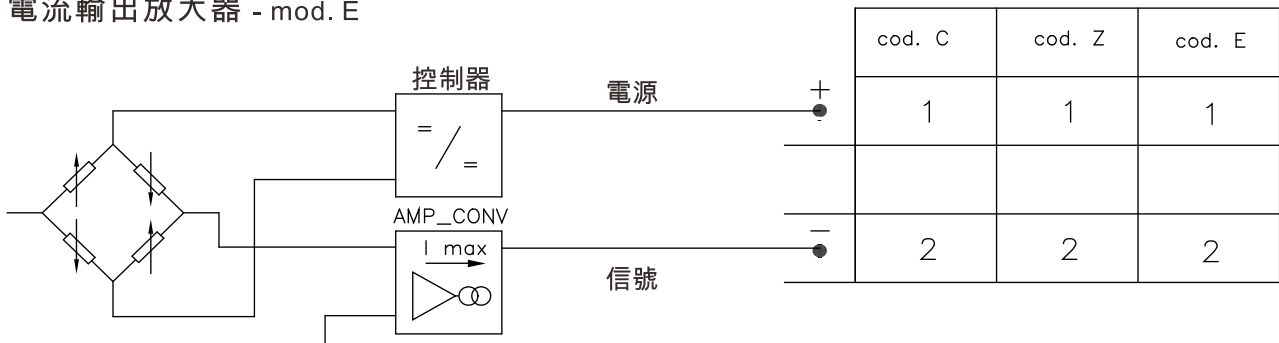 電流輸出放大器 - mod. E
cod. C cod. Z cod. E
控制器
電源
+
1 1 1
= / =
AMP_CONV
I max
信號
−
2 2 2